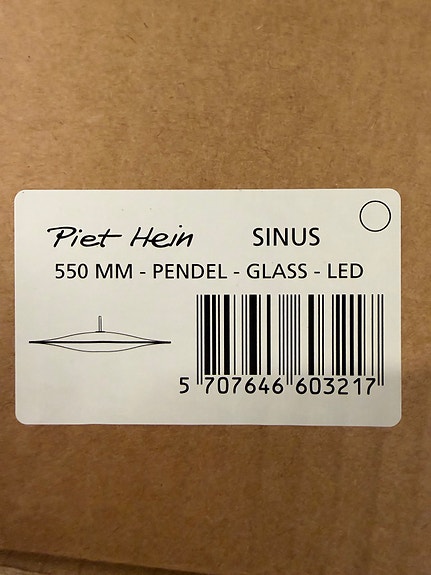 Piet Hein SINUS
550 MM - PENDEL - GLASS - LED
5 707646 603217